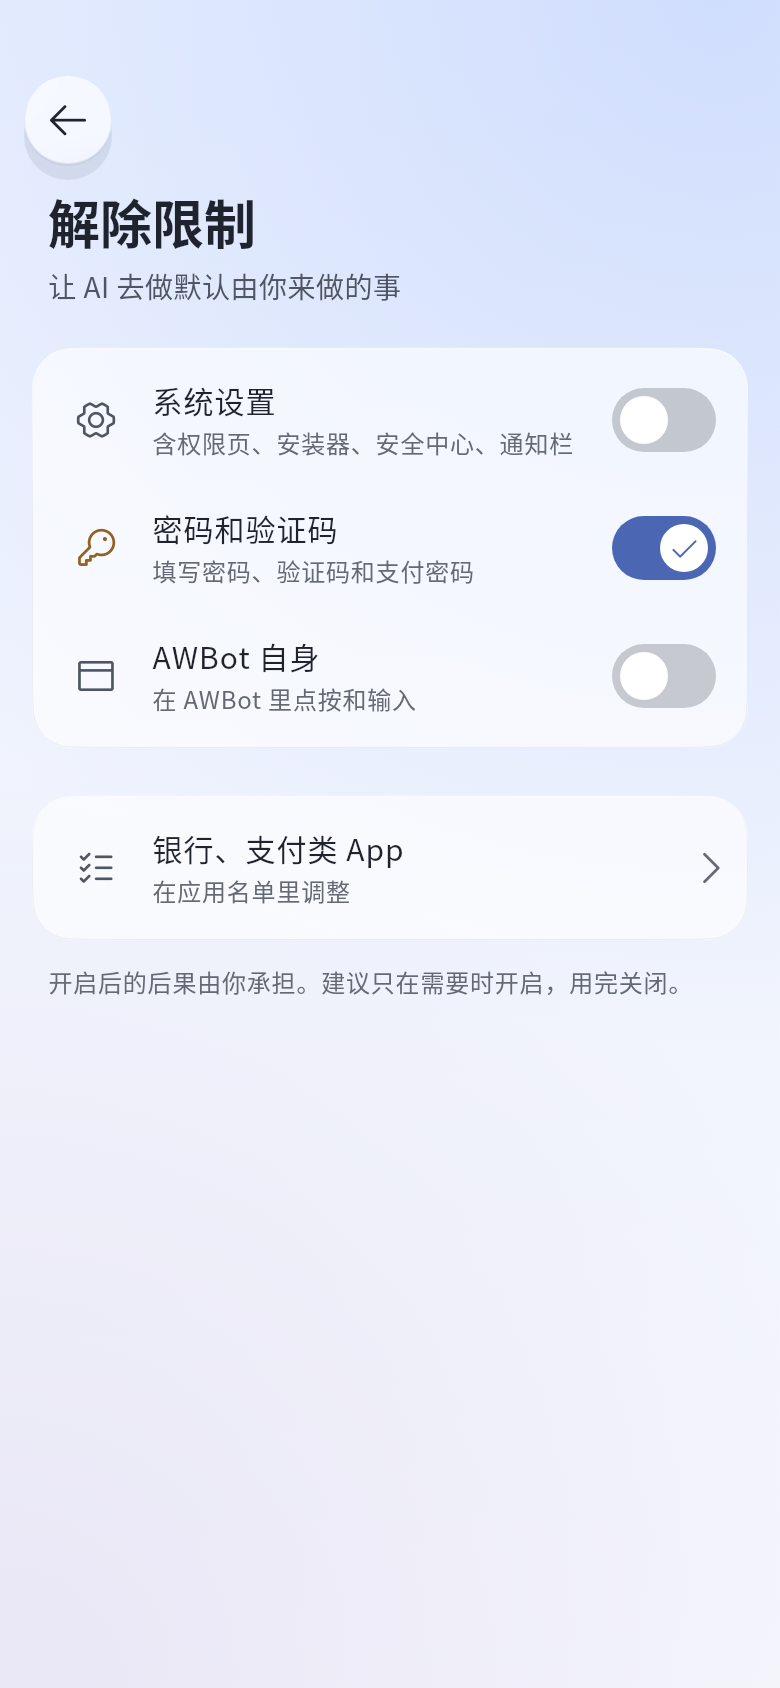 解除限制
让 AI 去做默认由你来做的事
系统设置
含权限页、安装器、安全中心、通知栏
密码和验证码
填写密码、验证码和支付密码
AWBot 自身
在 AWBot 里点按和输入
银行、支付类 App
在应用名单里调整
开启后的后果由你承担。建议只在需要时开启，用完关闭。